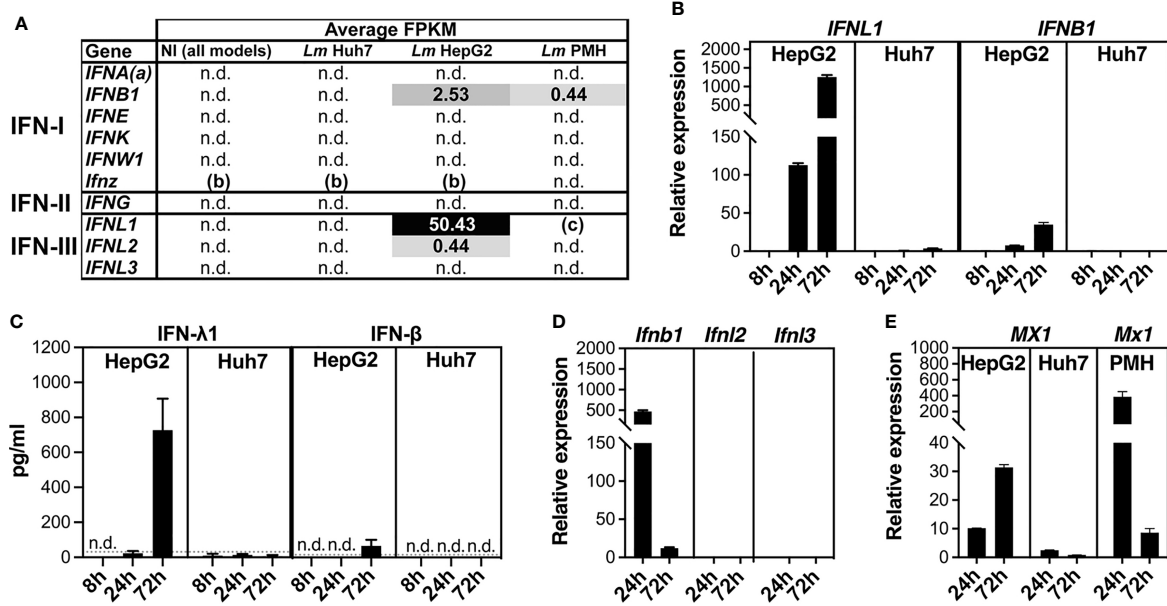 A
Average FPKM
Gene NI (all models) Lm Huh7 Lm HepG2 Lm PMH
IFN-I
IFNA(a) n.d. n.d. n.d. n.d.
IFNB1 n.d. n.d. 2.53 0.44
IFNE n.d. n.d. n.d. n.d.
IFNK n.d. n.d. n.d. n.d.
IFNW1 n.d. n.d. n.d. n.d.
Ifnz (b) (b) (b) n.d.
IFN-II
IFNG n.d. n.d. n.d. n.d.
IFN-III
IFNL1 n.d. n.d. 50.43 (c)
IFNL2 n.d. n.d. 0.44 n.d.
IFNL3 n.d. n.d. n.d. n.d.
B
IFNL1 IFNB1
HepG2 Huh7 HepG2 Huh7
Relative expression
2000
1500
1000
500
150
100
50
0
8h 24h 72h 8h 24h 72h 8h 24h 72h 8h 24h 72h
C
IFN-λ1 IFN-β
HepG2 Huh7 HepG2 Huh7
pg/ml
1200
1000
800
600
400
200
0
n.d. n.d. n.d. n.d. n.d. n.d.
8h 24h 72h 8h 24h 72h 8h 24h 72h 8h 24h 72h
D
Ifnb1 Ifnl2 Ifnl3
Relative expression
2000
1500
1000
500
150
100
50
0
24h 72h 24h 72h 24h 72h
E
MX1 Mx1
HepG2 Huh7 PMH
Relative expression
1000
800
600
400
200
40
30
20
10
0
24h 72h 24h 72h 24h 72h